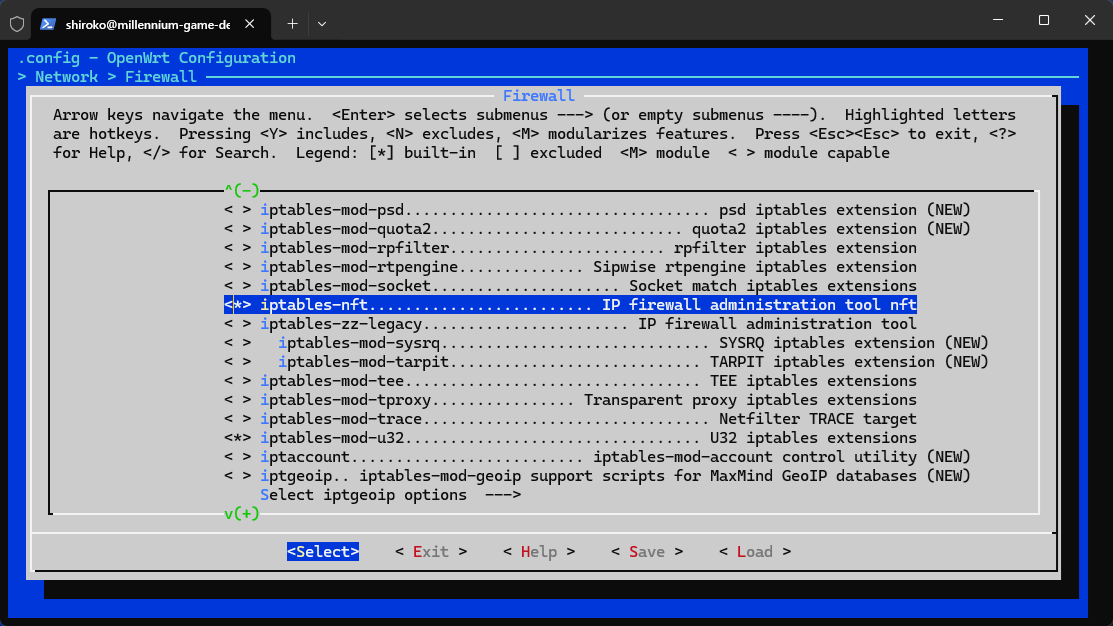 shiroko@millennium-game-de
.config - OpenWrt Configuration
> Network > Firewall
Firewall
Arrow keys navigate the menu.  <Enter> selects submenus ---> (or empty submenus ----).  Highlighted letters
are hotkeys.  Pressing <Y> includes, <N> excludes, <M> modularizes features.  Press <Esc><Esc> to exit, <?>
for Help, </> for Search.  Legend: [*] built-in  [ ] excluded  <M> module  < > module capable
^(-)
< > iptables-mod-psd.................................. psd iptables extension (NEW)
< > iptables-mod-quota2............................ quota2 iptables extension (NEW)
< > iptables-mod-rpfilter........................ rpfilter iptables extension
< > iptables-mod-rtpengine.............. Sipwise rtpengine iptables extension
< > iptables-mod-socket..................... Socket match iptables extensions
<*> iptables-nft......................... IP firewall administration tool nft
< > iptables-zz-legacy....................... IP firewall administration tool
< >   iptables-mod-sysrq.............................. SYSRQ iptables extension (NEW)
< >   iptables-mod-tarpit............................ TARPIT iptables extension (NEW)
< > iptables-mod-tee................................. TEE iptables extensions
< > iptables-mod-tproxy................ Transparent proxy iptables extensions
< > iptables-mod-trace................................ Netfilter TRACE target
<*> iptables-mod-u32................................. U32 iptables extensions
< > iptaccount.......................... iptables-mod-account control utility (NEW)
< > iptgeoip.. iptables-mod-geoip support scripts for MaxMind GeoIP databases (NEW)
Select iptgeoip options  --->
v(+)
<Select>    < Exit >    < Help >    < Save >    < Load >